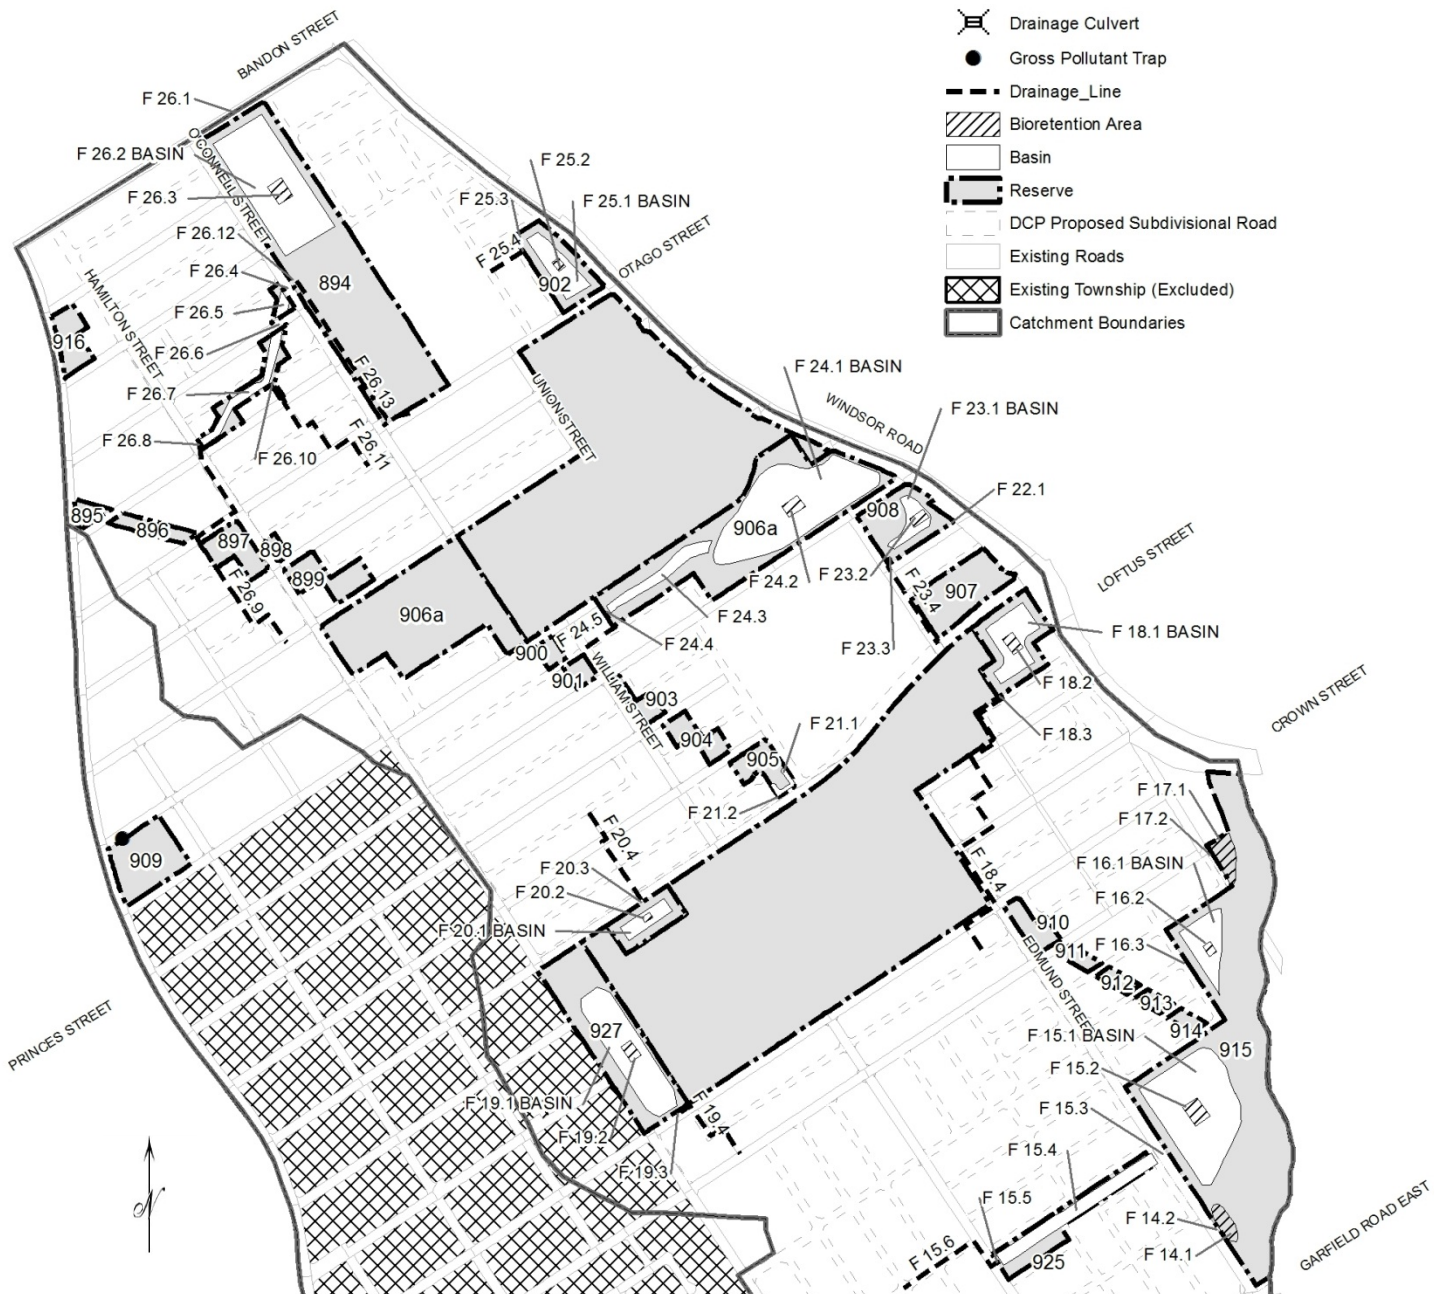 BANDON STREET
Drainage Culvert
Gross Pollutant Trap
Drainage_Line
Bioretention Area
Basin
Reserve
DCP Proposed Subdivisional Road
Existing Roads
Existing Township (Excluded)
Catchment Boundaries
F 26.1
O'CONNELL STREET
F 26.2 BASIN
F 26.3
F 25.2
F 25.3
F 25.1 BASIN
F 26.12
F 25.4
OTAGO STREET
F 26.4
894
902
HAMILTON STREET
F 26.5
916
F 26.6
F 26.7
F 26.13
UNION STREET
F 24.1 BASIN
WINDSOR ROAD
F 23.1 BASIN
F 26.8
F 26.10
F 26.11
F 22.1
895
896
897
898
899
908
906a
F 24.2
F 23.2
LOFTUS STREET
F 26.9
906a
F 24.3
F 23.4
907
F 24.5
F 24.4
F 23.3
F 18.1 BASIN
900
901
WILLIAM STREET
903
F 18.2
904
F 21.1
F 18.3
CROWN STREET
905
F 21.2
F 17.1
F 17.2
909
F 20.4
F 20.3
F 20.2
F 20.1 BASIN
F 18.4
F 16.1 BASIN
F 16.2
910
F 16.3
911
912
913
914
EDMUND STREET
PRINCES STREET
927
F 15.1 BASIN
915
F 15.2
F 19.1 BASIN
F 19.4
F 15.3
F 19.2
F 15.4
F 19.3
F 15.5
F 14.2
F 14.1
F 15.6
925
GARFIELD ROAD EAST
N